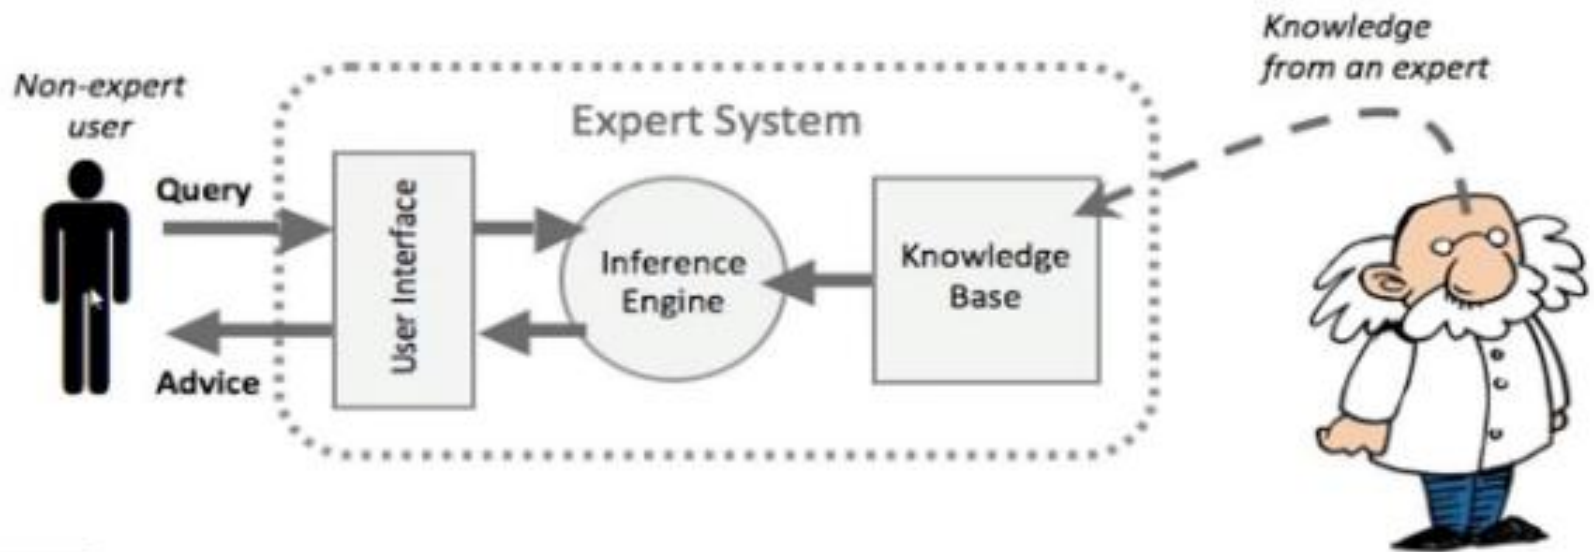 Knowledge
from an expert
Non-expert
user
Expert System
Query
User Interface
Inference
Engine
Knowledge
Base
Advice